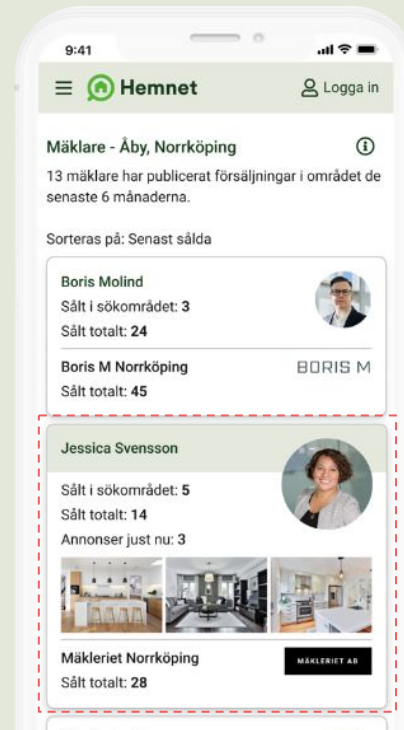 9:41
Hemnet
Logga in
Mäklare - Åby, Norrköping
13 mäklare har publicerat försäljningar i området de
senaste 6 månaderna.
Sorteras på: Senast sålda
Boris Molind
Sålt i sökområdet: 3
Sålt totalt: 24
Boris M Norrköping
BORIS M
Sålt totalt: 45
Jessica Svensson
Sålt i sökområdet: 5
Sålt totalt: 14
Annonser just nu: 3
Mäkleriet Norrköping
MÄKLERIET AB
Sålt totalt: 28